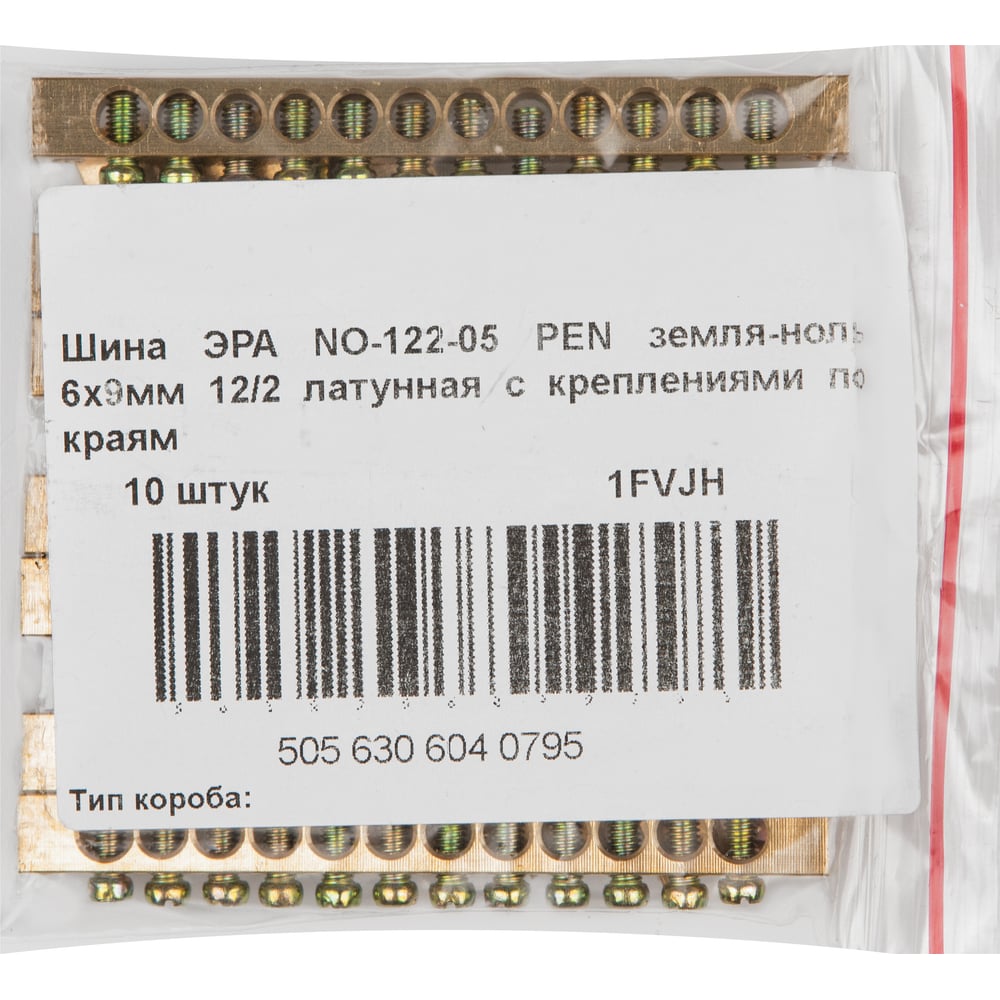 Шина ЭРА NO-122-05 PEN земля-ноль
6х9мм 12/2 латунная с креплениями по
краям
10 штук 1FVJH
505 630 604 0795
Тип короба: